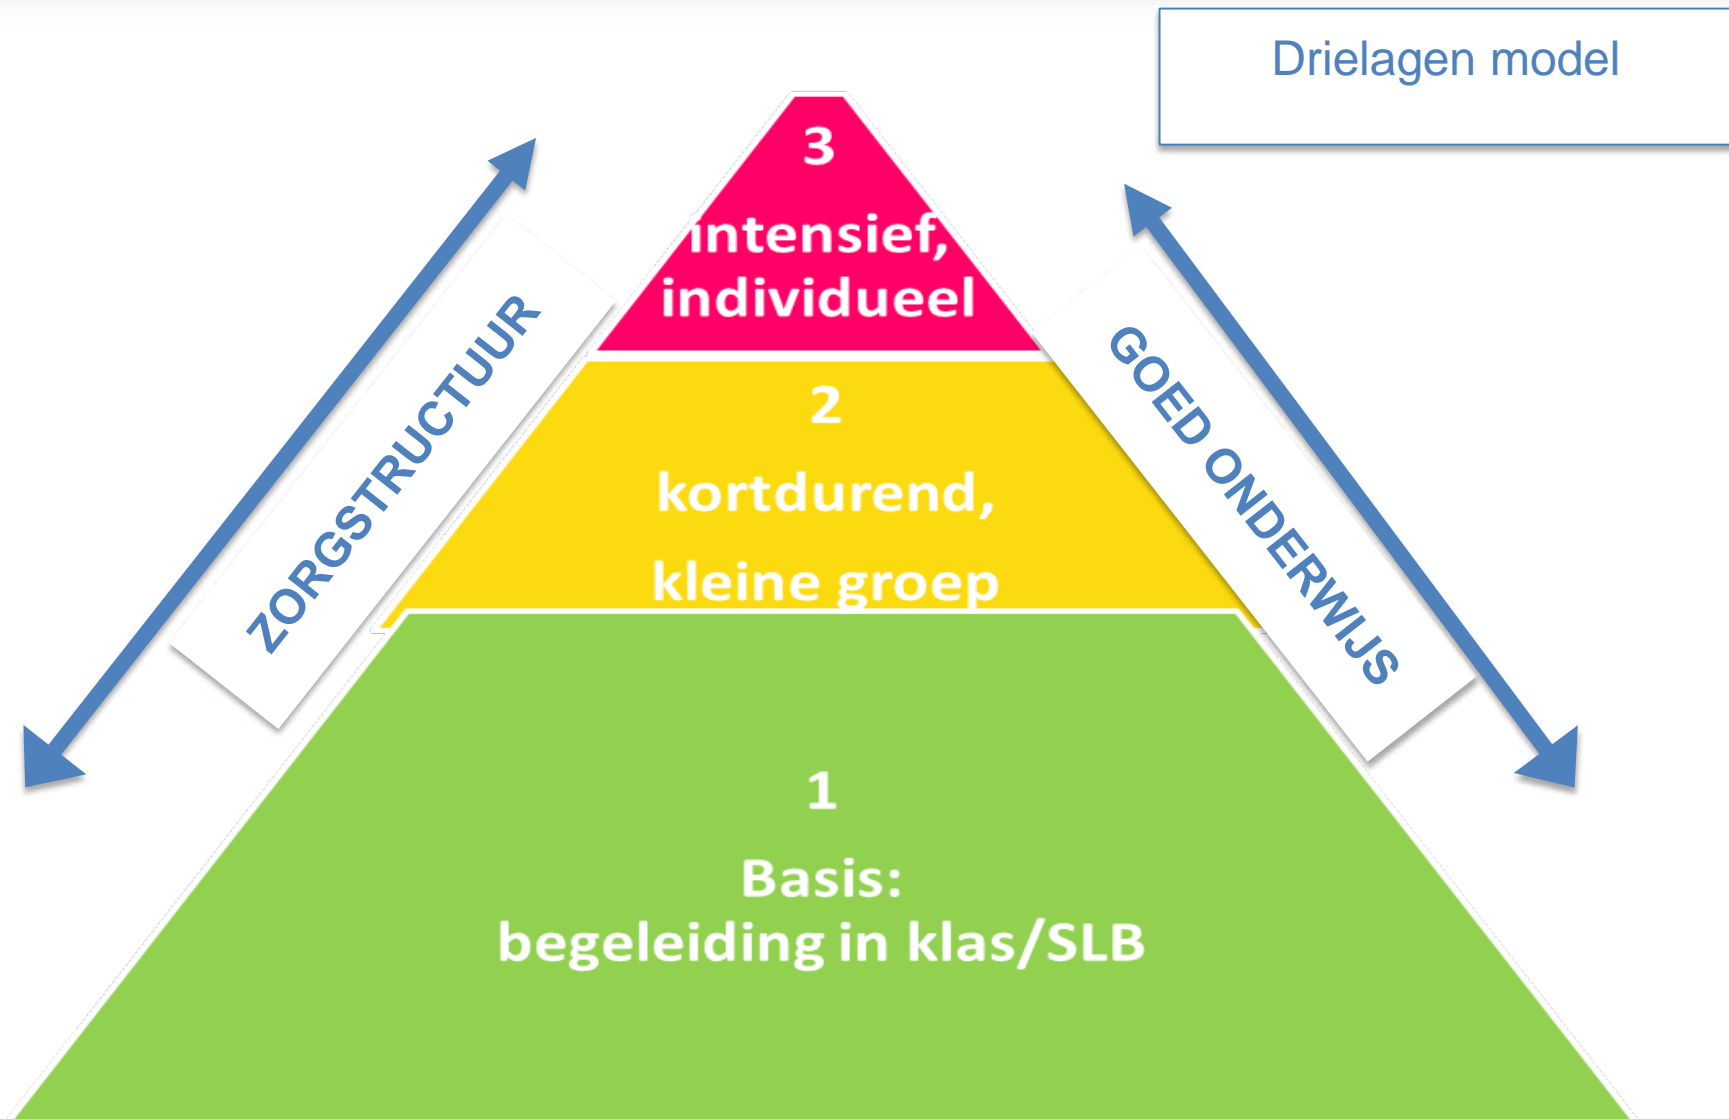 Drielagen model
3
intensief,
individueel
2
kortdurend,
kleine groep
1
Basis:
begeleiding in klas/SLB
ZORGSTRUCTUUR
GOED ONDERWIJS